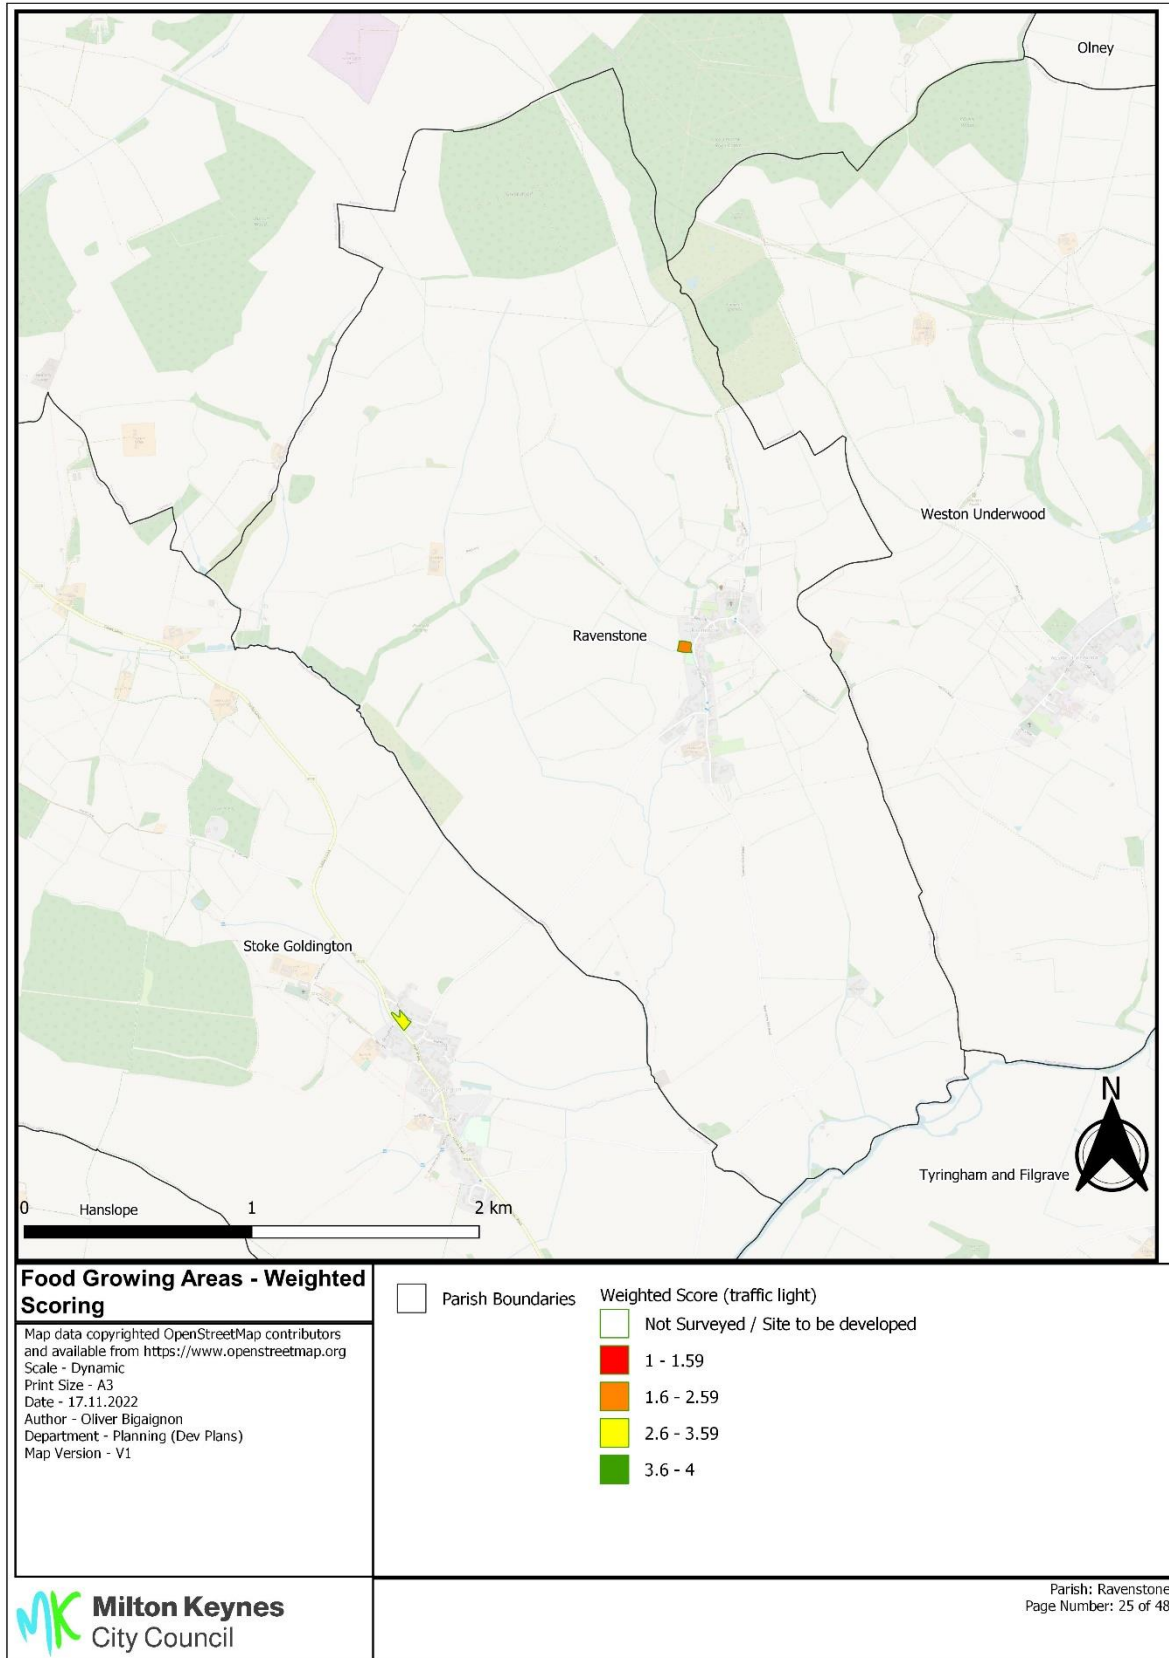 Olney
Weston Underwood
Ravenstone
Stoke Goldington
Tyringham and Filgrave
N
0 Hanslope 1 2 km
Food Growing Areas - Weighted
Scoring
Map data copyrighted OpenStreetMap contributors
and available from https://www.openstreetmap.org
Scale - Dynamic
Print Size - A3
Date - 17.11.2022
Author - Oliver Bigaignon
Department - Planning (Dev Plans)
Map Version - V1
Parish Boundaries
Weighted Score (traffic light)
Not Surveyed / Site to be developed
1 - 1.59
1.6 - 2.59
2.6 - 3.59
3.6 - 4
MK Milton Keynes
City Council
Parish: Ravenstone
Page Number: 25 of 48